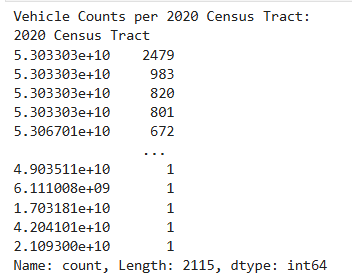 Vehicle Counts per 2020 Census Tract:
2020 Census Tract
5.303303e+10    2479
5.303303e+10     983
5.303303e+10     820
5.303303e+10     801
5.306701e+10     672
...
4.903511e+10       1
6.111008e+09       1
1.703181e+10       1
4.204101e+10       1
2.109300e+10       1
Name: count, Length: 2115, dtype: int64